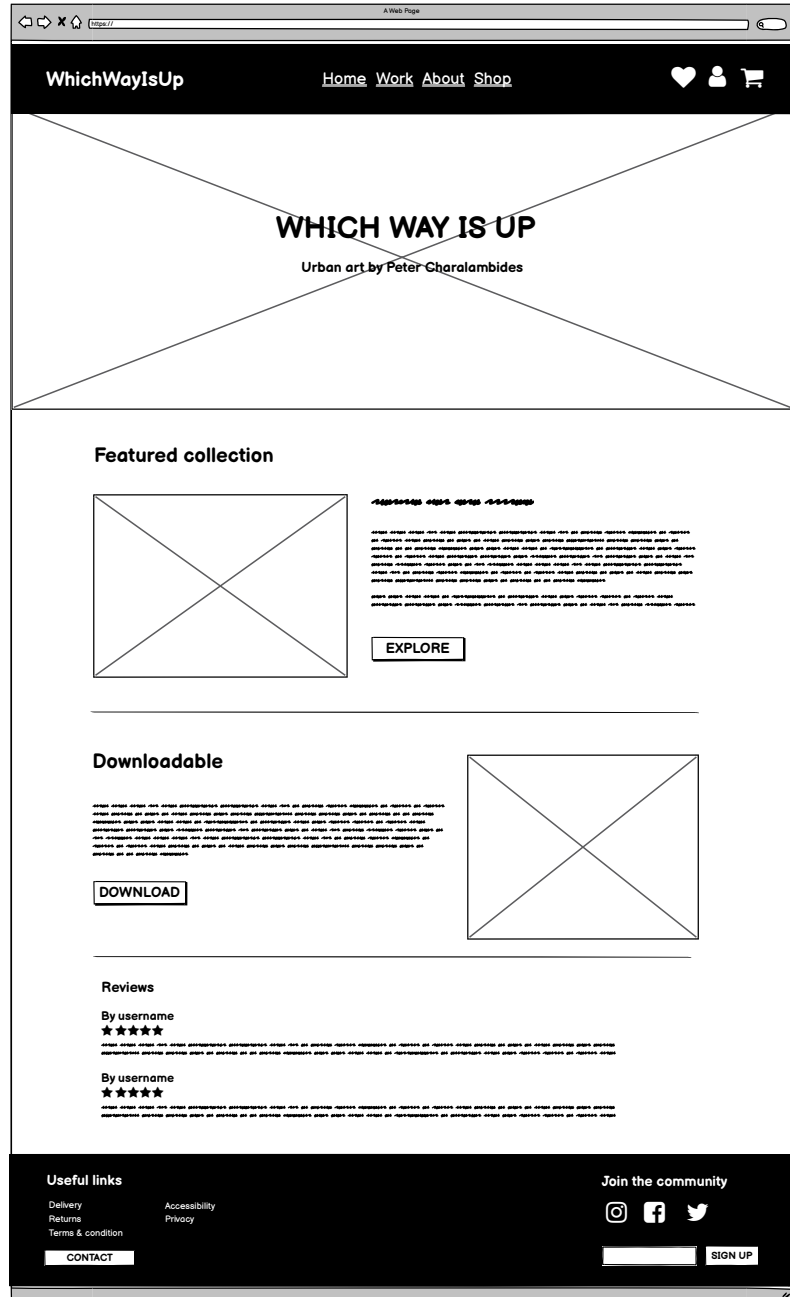 A Web Page
https://
WhichWayIsUp
Home Work About Shop
WHICH WAY IS UP
Urban art by Peter Charalambides
Featured collection
EXPLORE
Downloadable
DOWNLOAD
Reviews
By username
By username
Useful links
Delivery
Returns
Terms & condition
Accessibility
Privacy
CONTACT
Join the community
SIGN UP